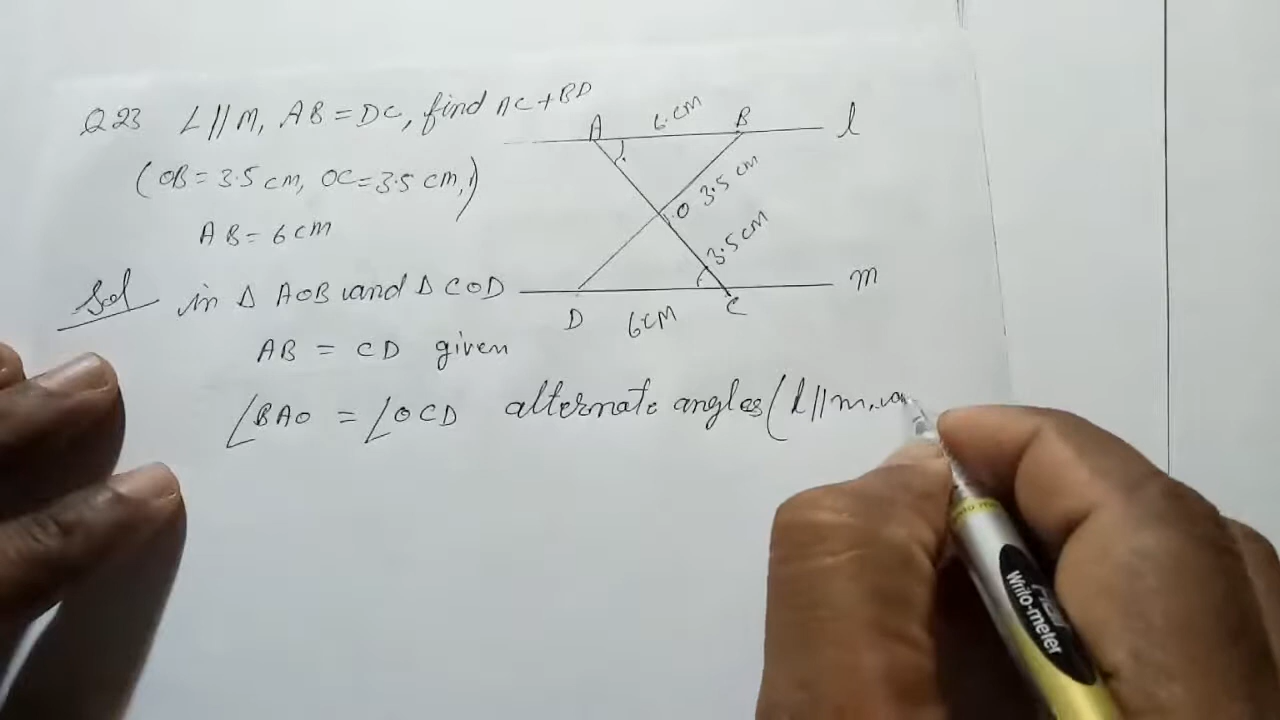 Q23 L//M, AB = DC, find AC+BD
(OB = 3.5 cm, OC = 3.5 cm,)
AB = 6 cm
A 6 cm B l
O 3.5 cm
3.5 cm
m
D 6 cm C
Sol in Δ AOB and Δ COD
AB = CD given
∠BAO = ∠OCD alternate angles (l//m,
Writo-meter